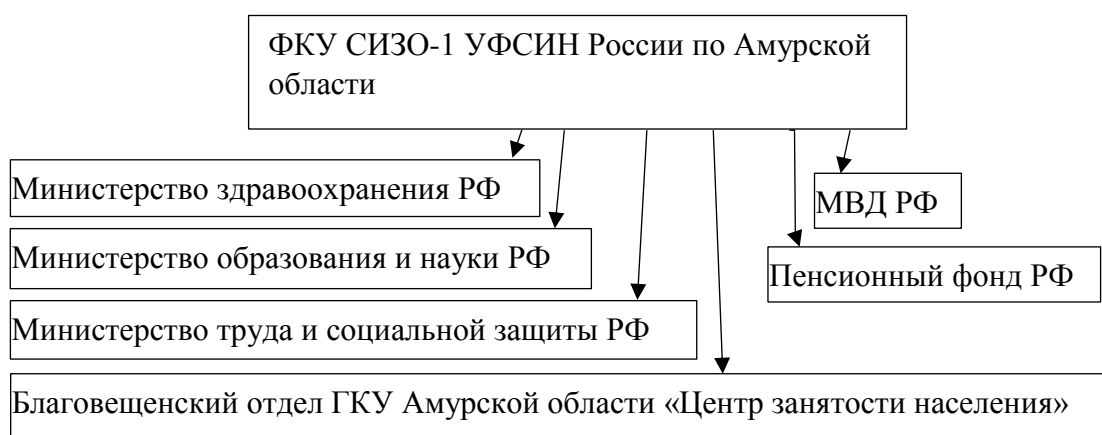 ФКУ СИЗО-1 УФСИН России по Амурской
области
Министерство здравоохранения РФ
МВД РФ
Министерство образования и науки РФ
Пенсионный фонд РФ
Министерство труда и социальной защиты РФ
Благовещенский отдел ГКУ Амурской области «Центр занятости населения»